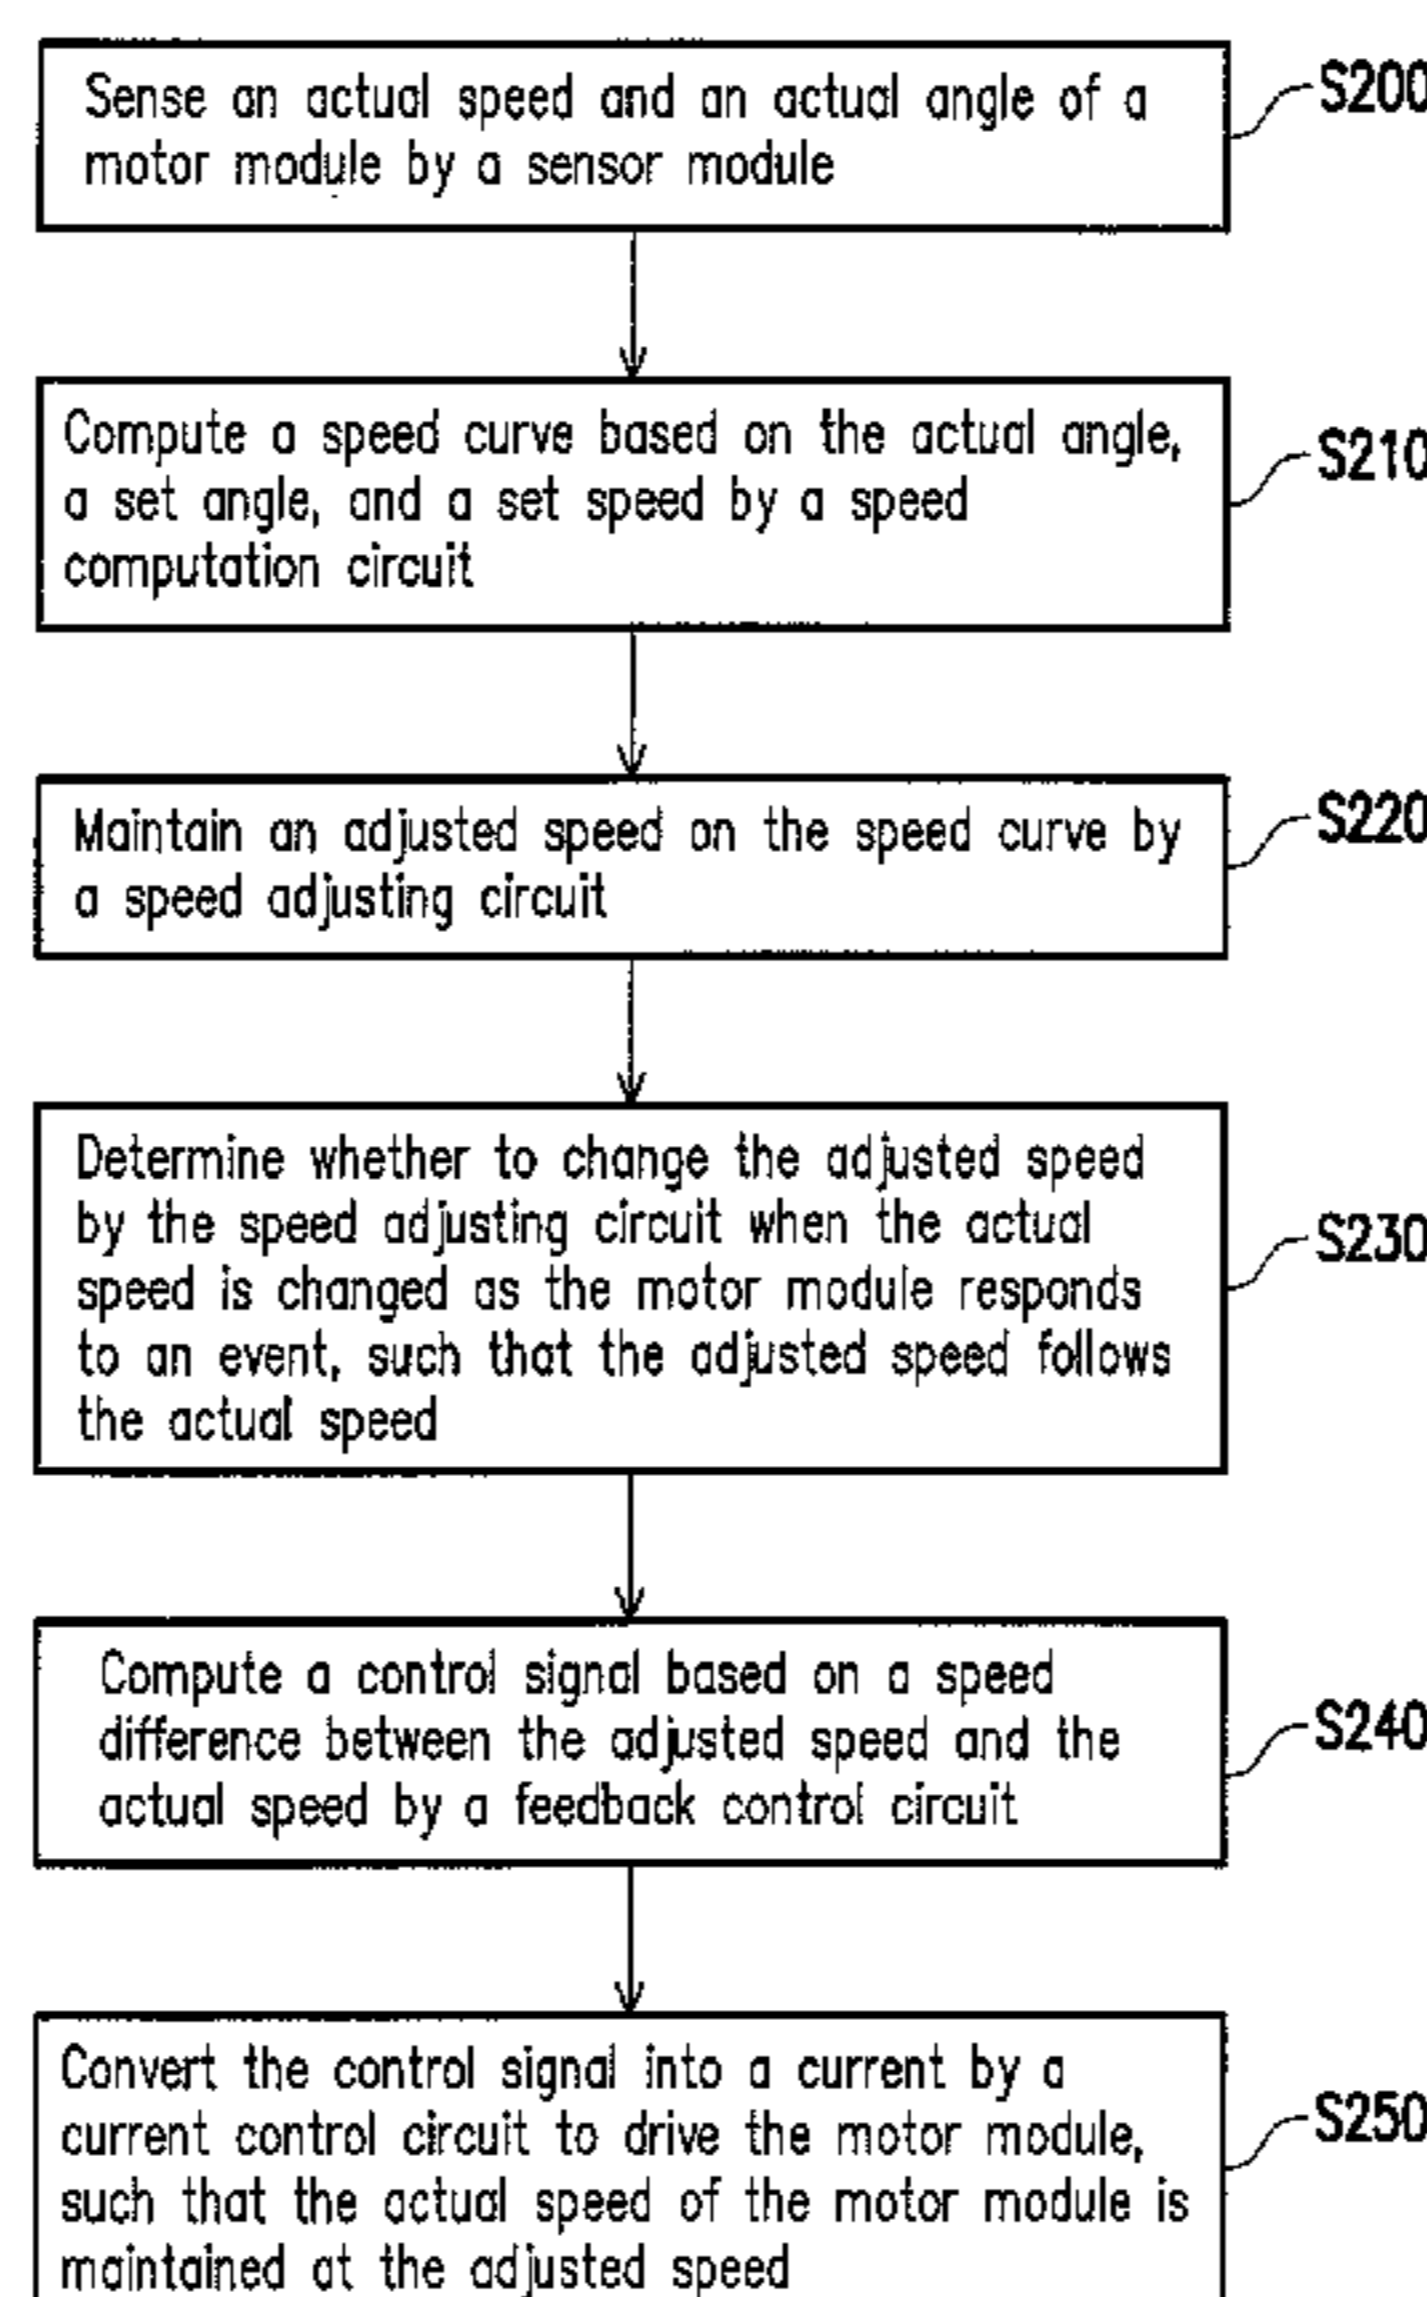 Sense an actual speed and an actual angle of a
motor module by a sensor module
S200
Compute a speed curve based on the actual angle,
a set angle, and a set speed by a speed
computation circuit
S210
Maintain an adjusted speed on the speed curve by
a speed adjusting circuit
S220
Determine whether to change the adjusted speed
by the speed adjusting circuit when the actual
speed is changed as the motor module responds
to an event, such that the adjusted speed follows
the actual speed
S230
Compute a control signal based on a speed
difference between the adjusted speed and the
actual speed by a feedback control circuit
S240
Convert the control signal into a current by a
current control circuit to drive the motor module,
such that the actual speed of the motor module is
maintained at the adjusted speed
S250